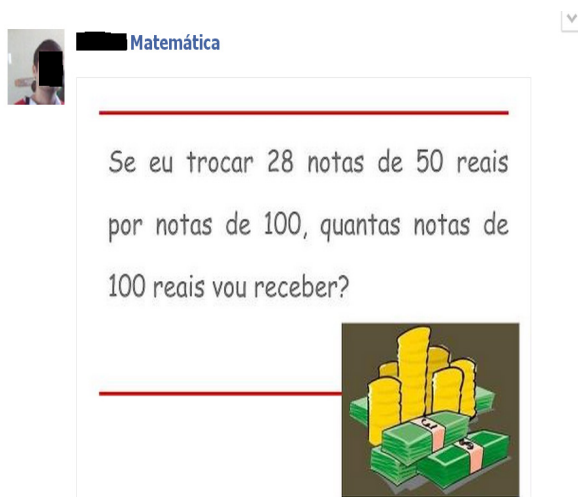 Matemática
Se eu trocar 28 notas de 50 reais
por notas de 100, quantas notas de
100 reais vou receber?